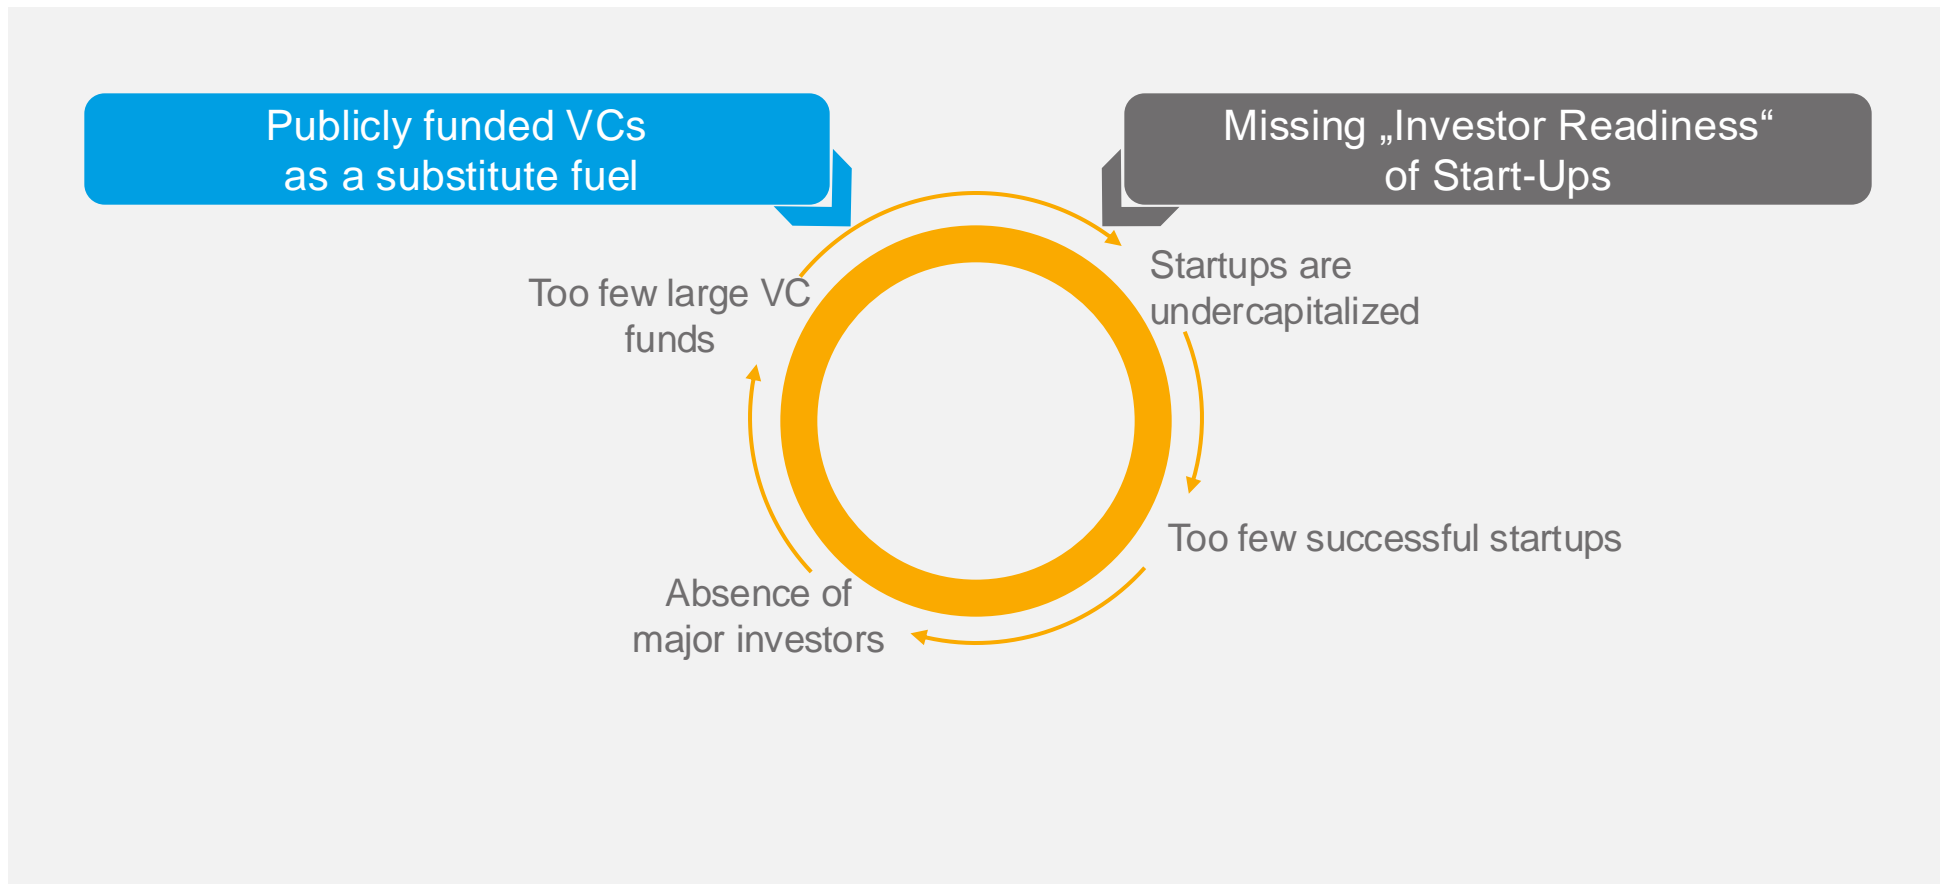 Publicly funded VCs
as a substitute fuel
Missing „Investor Readiness“
of Start-Ups
Too few large VC
funds
Startups are
undercapitalized
Too few successful startups
Absence of
major investors